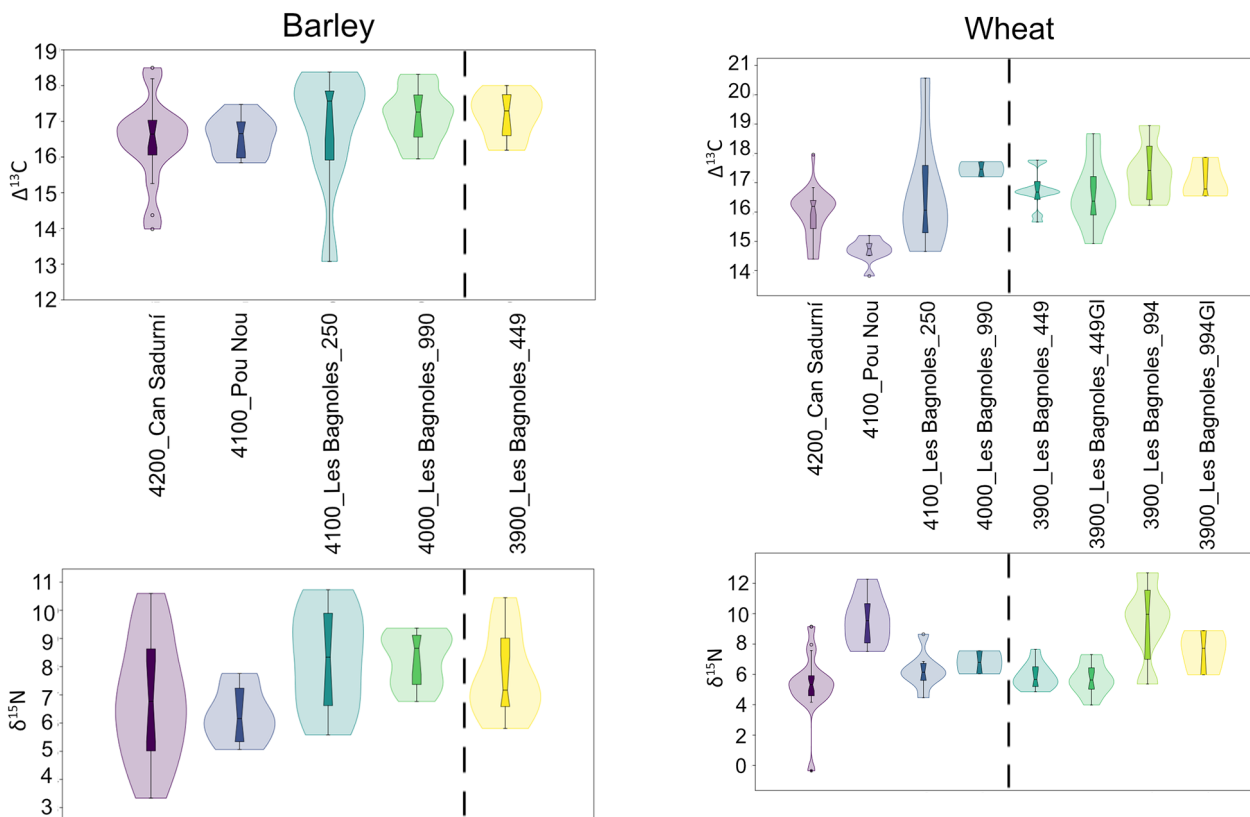 Barley
19
18
17
16
15
14
13
12
Δ¹³C
4200_Can Sadurní
4100_Pou Nou
4100_Les Bagnoles_250
4000_Les Bagnoles_990
3900_Les Bagnoles_449
11
10
9
8
7
6
5
4
3
δ¹⁵N
Wheat
21
20
19
18
17
16
15
14
Δ¹³C
4200_Can Sadurní
4100_Pou Nou
4100_Les Bagnoles_250
4000_Les Bagnoles_990
3900_Les Bagnoles_449
3900_Les Bagnoles_449Gl
3900_Les Bagnoles_994
3900_Les Bagnoles_994Gl
12
10
8
6
4
2
0
δ¹⁵N